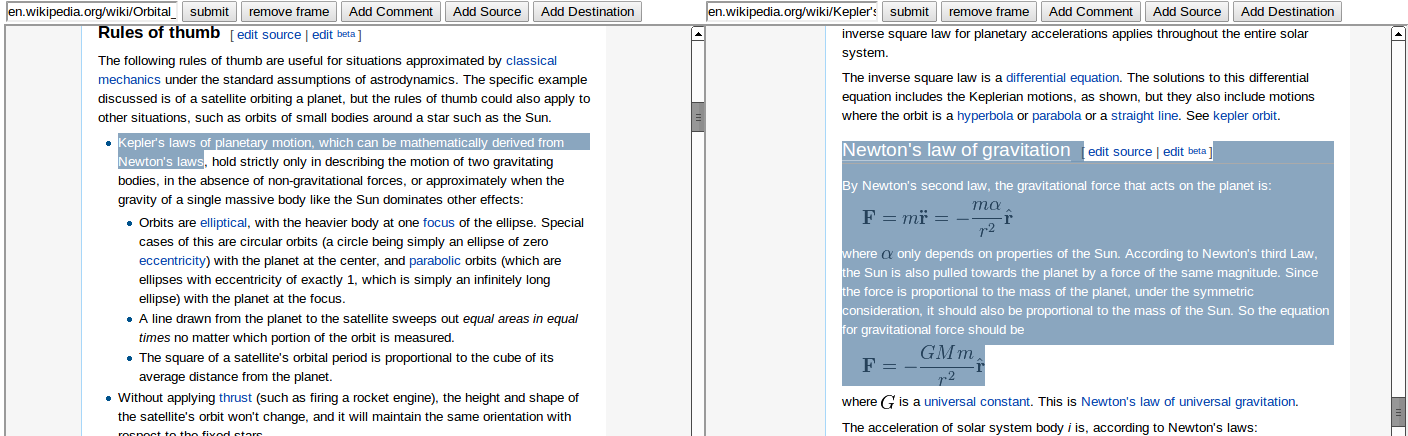 en.wikipedia.org/wiki/Orbital_ submit remove frame Add Comment Add Source Add Destination
Rules of thumb [ edit source | edit beta ]
The following rules of thumb are useful for situations approximated by classical
mechanics under the standard assumptions of astrodynamics. The specific example
discussed is of a satellite orbiting a planet, but the rules of thumb could also apply to
other situations, such as orbits of small bodies around a star such as the Sun.
Kepler's laws of planetary motion, which can be mathematically derived from
Newton's laws, hold strictly only in describing the motion of two gravitating
bodies, in the absence of non-gravitational forces, or approximately when the
gravity of a single massive body like the Sun dominates other effects:
Orbits are elliptical, with the heavier body at one focus of the ellipse. Special
cases of this are circular orbits (a circle being simply an ellipse of zero
eccentricity) with the planet at the center, and parabolic orbits (which are
ellipses with eccentricity of exactly 1, which is simply an infinitely long
ellipse) with the planet at the focus.
A line drawn from the planet to the satellite sweeps out equal areas in equal
times no matter which portion of the orbit is measured.
The square of a satellite's orbital period is proportional to the cube of its
average distance from the planet.
Without applying thrust (such as firing a rocket engine), the height and shape of
the satellite's orbit won't change, and it will maintain the same orientation with
respect to the fixed stars.
en.wikipedia.org/wiki/Kepler's submit remove frame Add Comment Add Source Add Destination
inverse square law for planetary accelerations applies throughout the entire solar
system.
The inverse square law is a differential equation. The solutions to this differential
equation includes the Keplerian motions, as shown, but they also include motions
where the orbit is a hyperbola or parabola or a straight line. See kepler orbit.
Newton's law of gravitation [ edit source | edit beta ]
By Newton's second law, the gravitational force that acts on the planet is:
F = mr̈ = −mα/r² r̂
where α only depends on properties of the Sun. According to Newton's third Law,
the Sun is also pulled towards the planet by a force of the same magnitude. Since
the force is proportional to the mass of the planet, under the symmetric
consideration, it should also be proportional to the mass of the Sun. So the equation
for gravitational force should be
F = −GMm/r² r̂
where G is a universal constant. This is Newton's law of universal gravitation.
The acceleration of solar system body i is, according to Newton's laws: